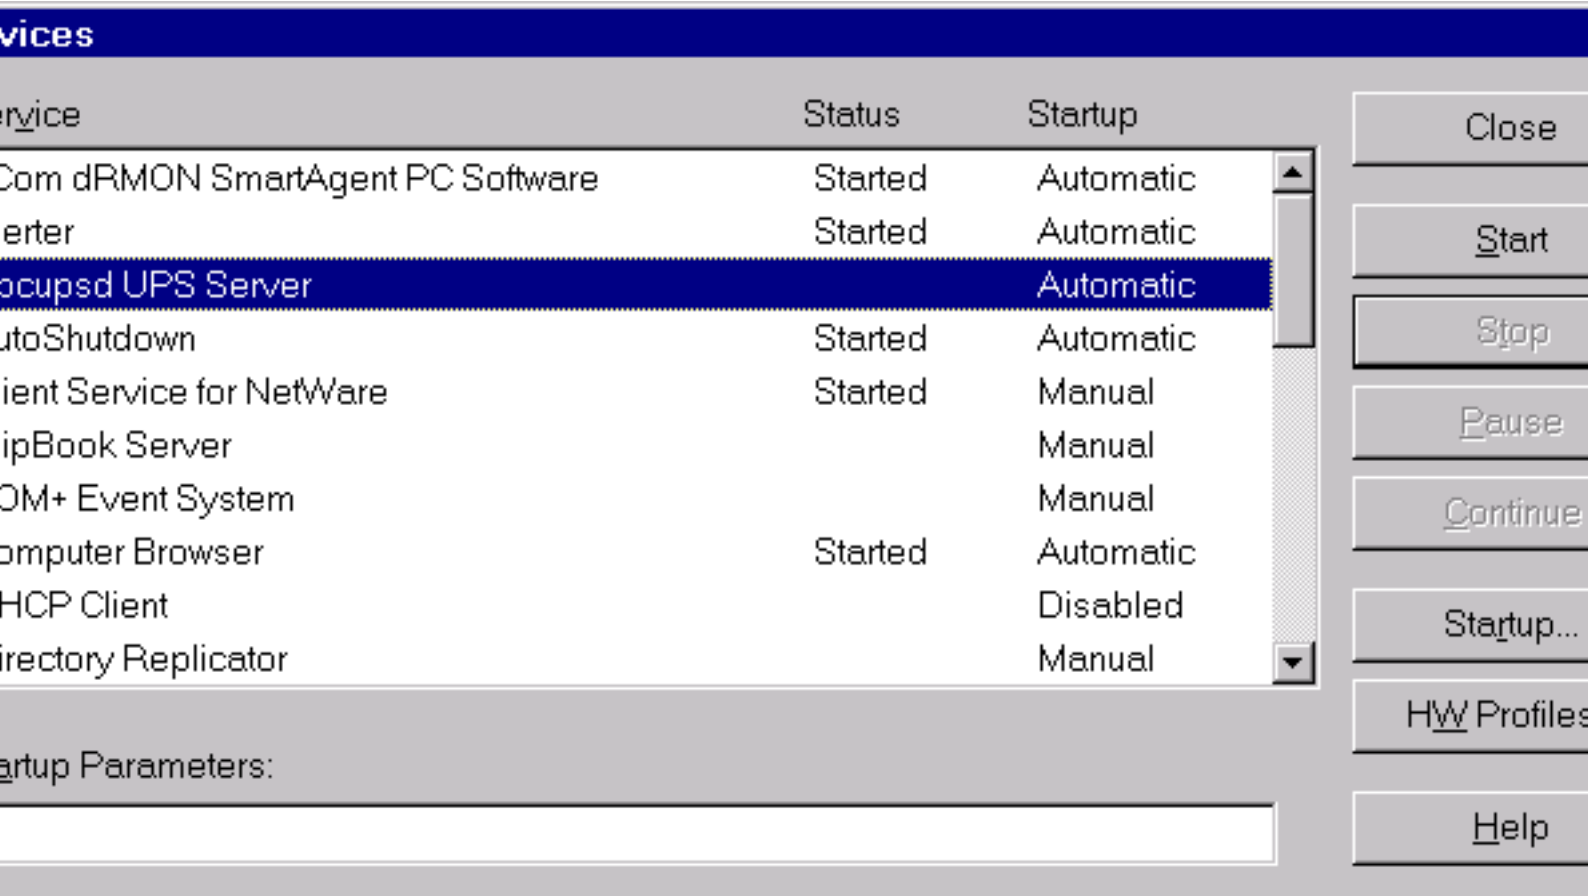 vices
ervice Status Startup Close
Com dRMON SmartAgent PC Software Started Automatic
erter Started Automatic Start
pcupsd UPS Server Automatic
utoShutdown Started Automatic Stop
ient Service for NetWare Started Manual
ipBook Server Manual Pause
OM+ Event System Manual
omputer Browser Started Automatic Continue
HCP Client Disabled
irectory Replicator Manual Startup...
HW Profiles
artup Parameters:
Help